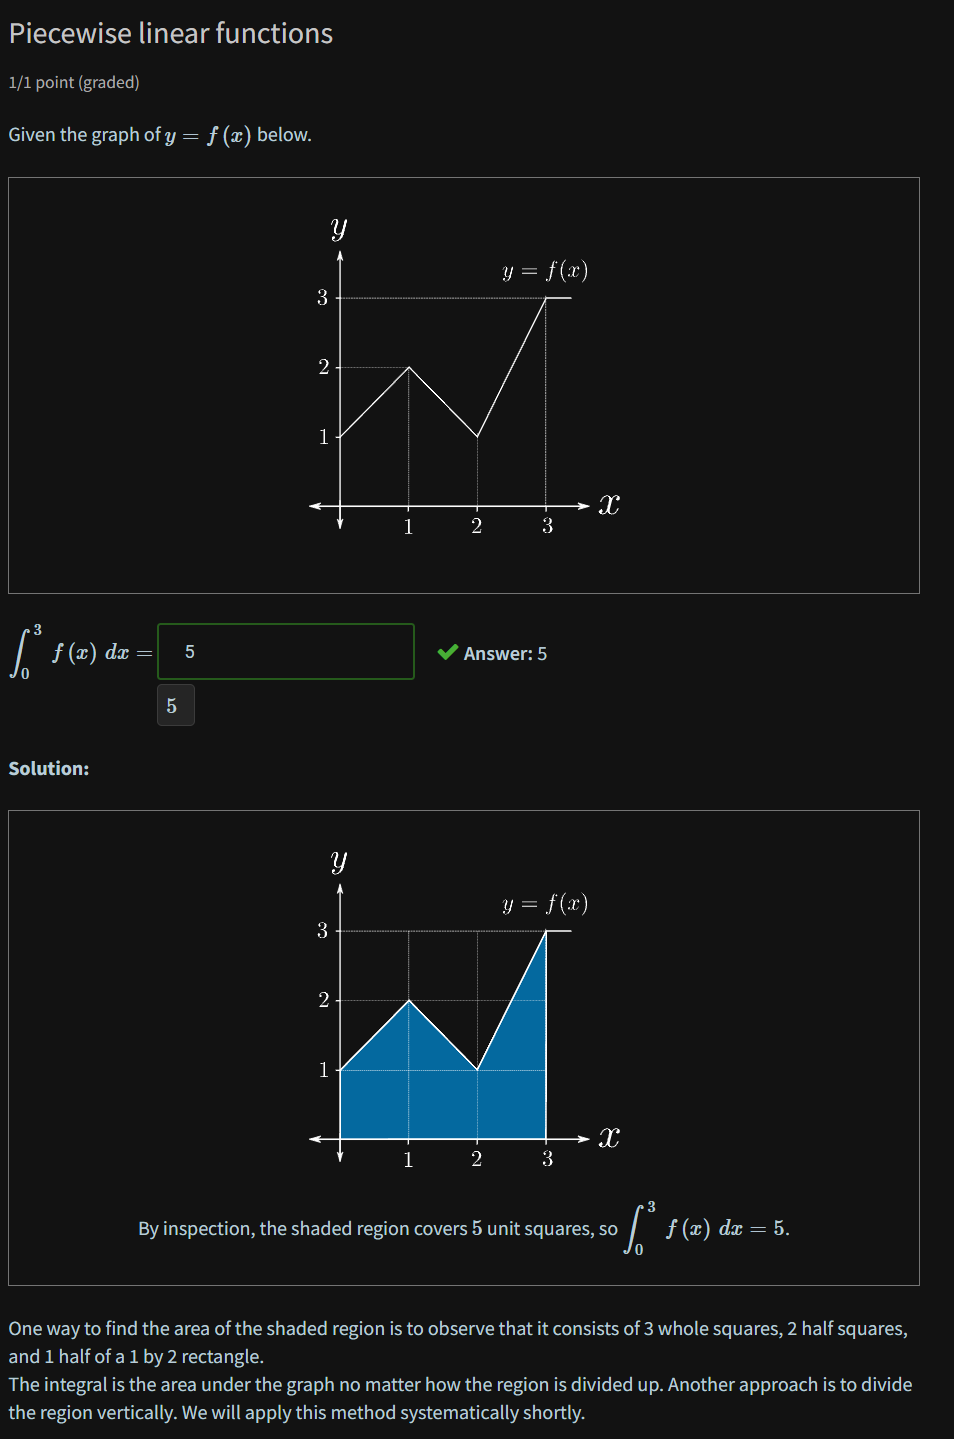 Piecewise linear functions
1/1 point (graded)
Given the graph of y = f (x) below.
y
y = f(x)
3
2
1
x
1 2 3
∫₀³ f (x) dx = 5 Answer: 5
5
Solution:
y
y = f(x)
3
2
1
x
1 2 3
By inspection, the shaded region covers 5 unit squares, so ∫₀³ f (x) dx = 5.
One way to find the area of the shaded region is to observe that it consists of 3 whole squares, 2 half squares,
and 1 half of a 1 by 2 rectangle.
The integral is the area under the graph no matter how the region is divided up. Another approach is to divide
the region vertically. We will apply this method systematically shortly.